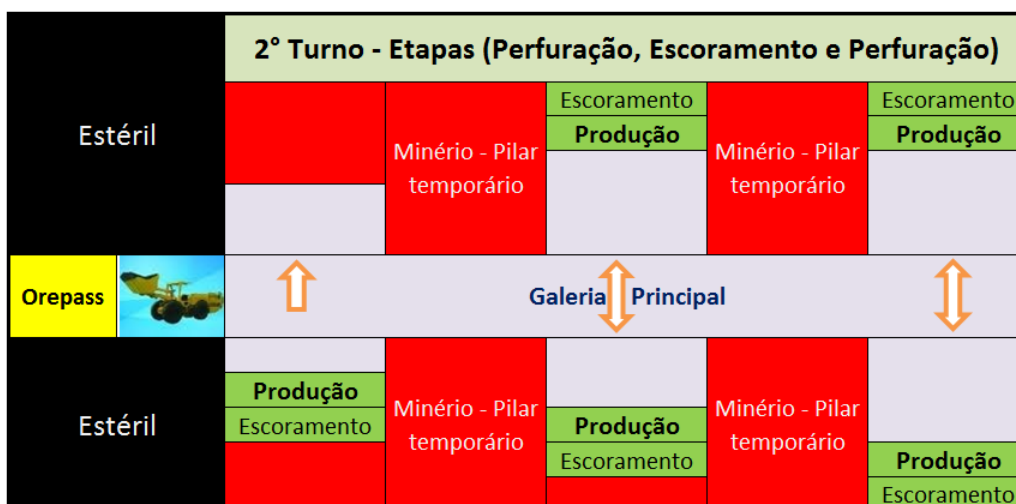 2° Turno - Etapas (Perfuração, Escoramento e Perfuração)
Estéril
Minério - Pilar
temporário
Escoramento
Produção
Minério - Pilar
temporário
Escoramento
Produção
Orepass
Galeria Principal
Estéril
Produção
Escoramento
Minério - Pilar
temporário
Produção
Escoramento
Minério - Pilar
temporário
Produção
Escoramento